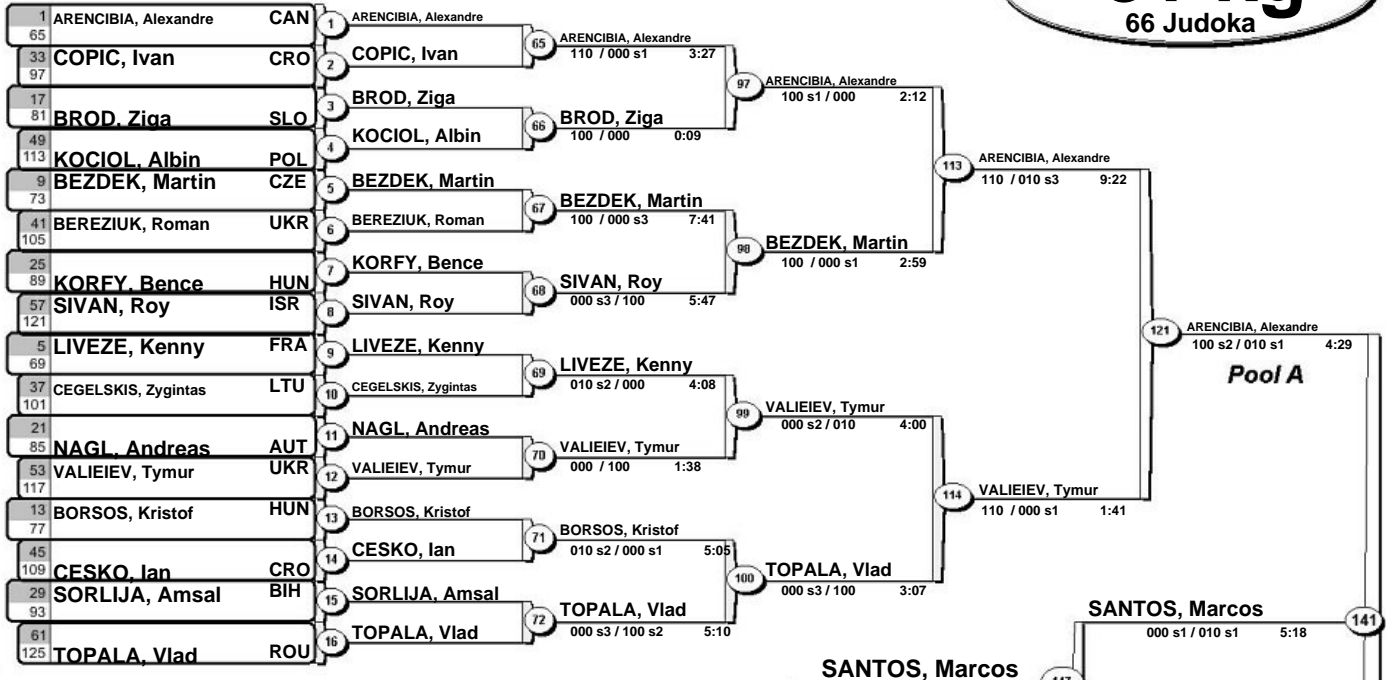 66 Judoka
1 ARENCIBIA, Alexandre CAN
65
33 COPIC, Ivan CRO
97
17
81 BROD, Ziga SLO
49
113 KOCIOL, Albin POL
9 BEZDEK, Martin CZE
73
41 BEREZIUK, Roman UKR
105
25
89 KORFY, Bence HUN
57 SIVAN, Roy ISR
121
5 LIVEZE, Kenny FRA
69
37 CEGELSKIS, Zygintas LTU
101
21
85 NAGL, Andreas AUT
53 VALIEIEV, Tymur UKR
117
13 BORSOS, Kristof HUN
77
45
109 CESKO, Ian CRO
29 SORLIJA, Amsal BIH
93
61
125 TOPALA, Vlad ROU
1 ARENCIBIA, Alexandre
2 COPIC, Ivan
3 BROD, Ziga
4 KOCIOL, Albin
5 BEZDEK, Martin
6 BEREZIUK, Roman
7 KORFY, Bence
8 SIVAN, Roy
9 LIVEZE, Kenny
10 CEGELSKIS, Zygintas
11 NAGL, Andreas
12 VALIEIEV, Tymur
13 BORSOS, Kristof
14 CESKO, Ian
15 SORLIJA, Amsal
16 TOPALA, Vlad
65 ARENCIBIA, Alexandre
110 / 000 s1 3:27
66 BROD, Ziga
100 / 000 0:09
67 BEZDEK, Martin
100 / 000 s3 7:41
68 SIVAN, Roy
000 s3 / 100 5:47
69 LIVEZE, Kenny
010 s2 / 000 4:08
70 VALIEIEV, Tymur
000 / 100 1:38
71 BORSOS, Kristof
010 s2 / 000 s1 5:05
72 TOPALA, Vlad
000 s3 / 100 s2 5:10
97 ARENCIBIA, Alexandre
100 s1 / 000 2:12
98 BEZDEK, Martin
100 / 000 s1 2:59
99 VALIEIEV, Tymur
000 s2 / 010 4:00
100 TOPALA, Vlad
000 s3 / 100 3:07
113 ARENCIBIA, Alexandre
110 / 010 s3 9:22
114 VALIEIEV, Tymur
110 / 000 s1 1:41
121 ARENCIBIA, Alexandre
100 s2 / 010 s1 4:29
Pool A
SANTOS, Marcos
000 s1 / 010 s1 5:18
141
SANTOS, Marcos